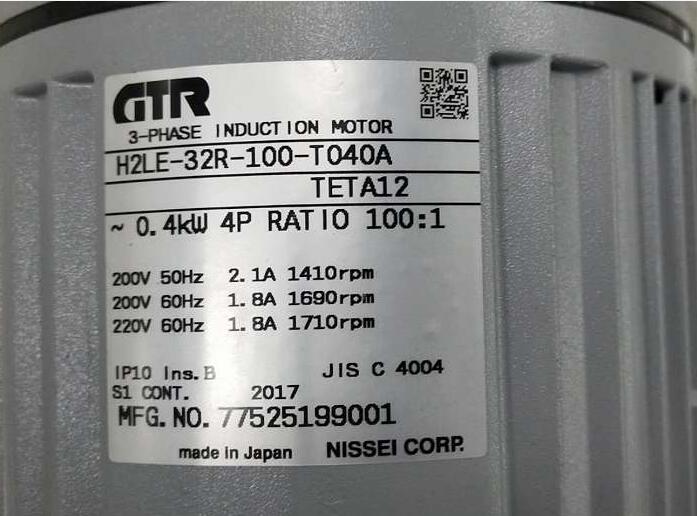 GTR
3-PHASE INDUCTION MOTOR
H2LE-32R-100-T040A
TETA12
~ 0.4kW 4P RATIO 100:1
200V 50Hz 2.1A 1410rpm
200V 60Hz 1.8A 1690rpm
220V 60Hz 1.8A 1710rpm
IP10 Ins.B JIS C 4004
S1 CONT. 2017
MFG.NO. 77525199001
made in Japan NISSEI CORP.